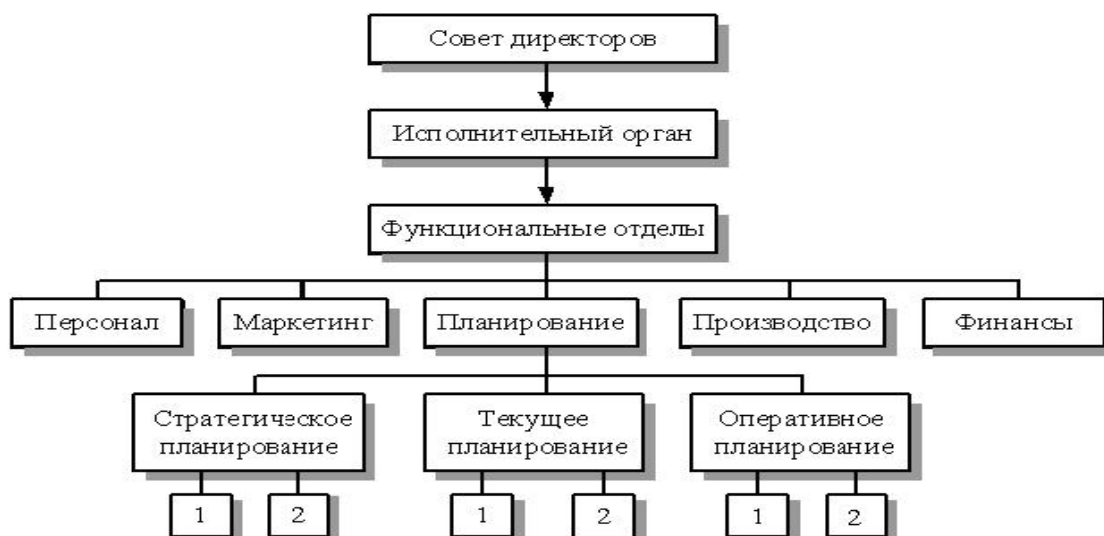 Совет директоров
Исполнительный орган
Функциональные отделы
Персонал
Маркетинг
Планирование
Производство
Финансы
Стратегическое
планирование
Текущее
планирование
Оперативное
планирование
1
2
1
2
1
2